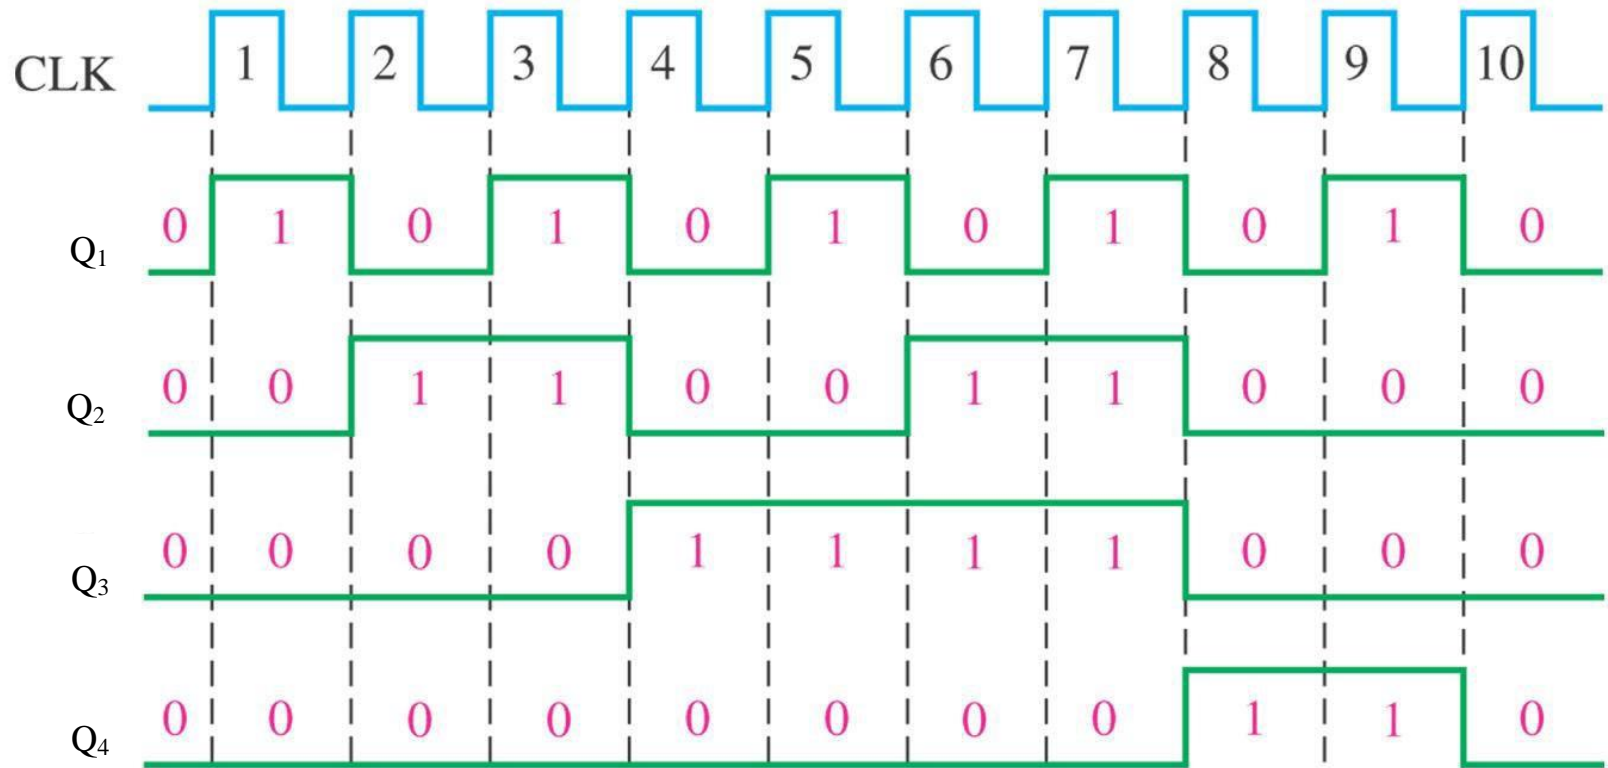 CLK 1 2 3 4 5 6 7 8 9 10
Q₁ 0 1 0 1 0 1 0 1 0 1 0
Q₂ 0 0 1 1 0 0 1 1 0 0 0
Q₃ 0 0 0 0 1 1 1 1 0 0 0
Q₄ 0 0 0 0 0 0 0 0 1 1 0